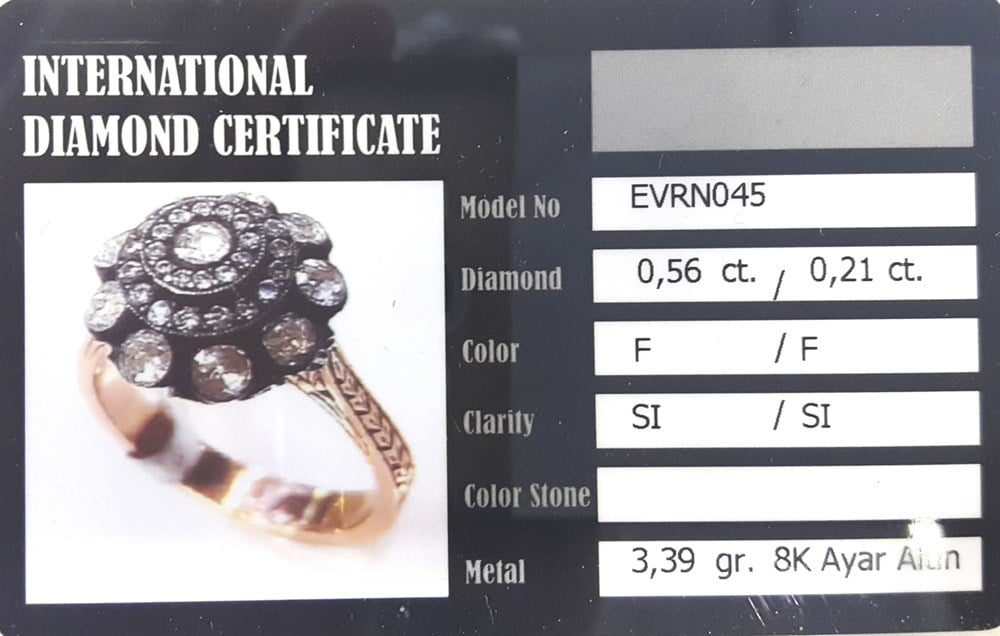 INTERNATIONAL
DIAMOND CERTIFICATE
Model No EVRN045
Diamond 0,56 ct. / 0,21 ct.
Color F / F
Clarity SI / SI
Color Stone
Metal 3,39 gr. 8K Ayar Altın